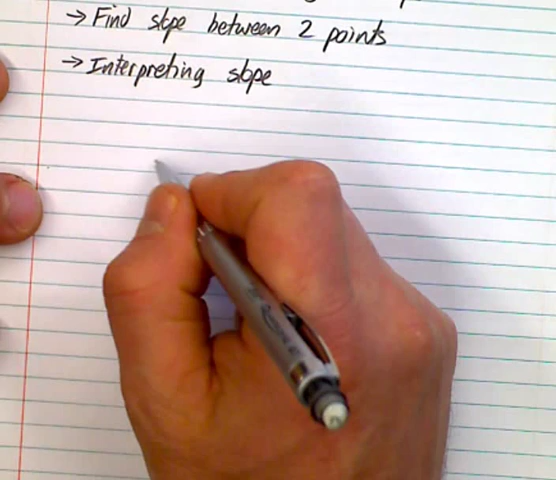 → Find slope between 2 points
→ Interpreting slope